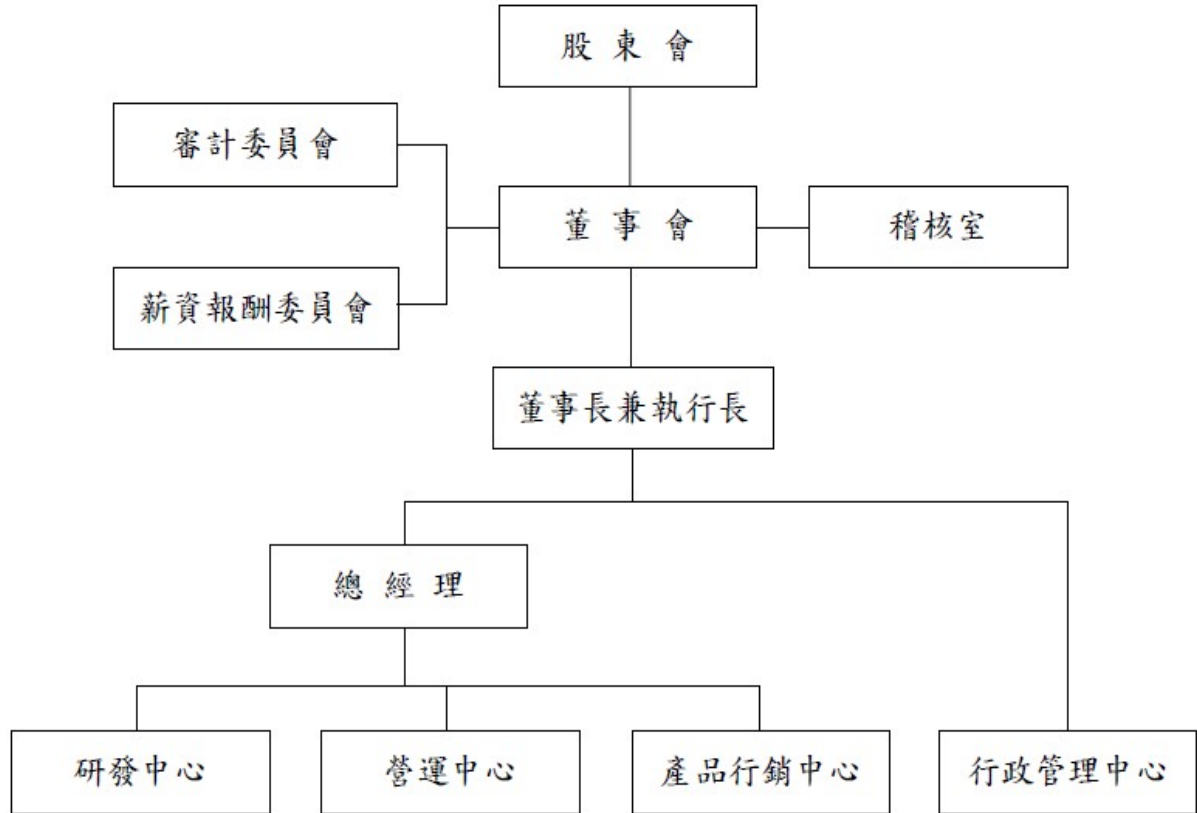 股東會
審計委員會
董事會
稽核室
薪資報酬委員會
董事長兼執行長
總經理
研發中心
營運中心
產品行銷中心
行政管理中心